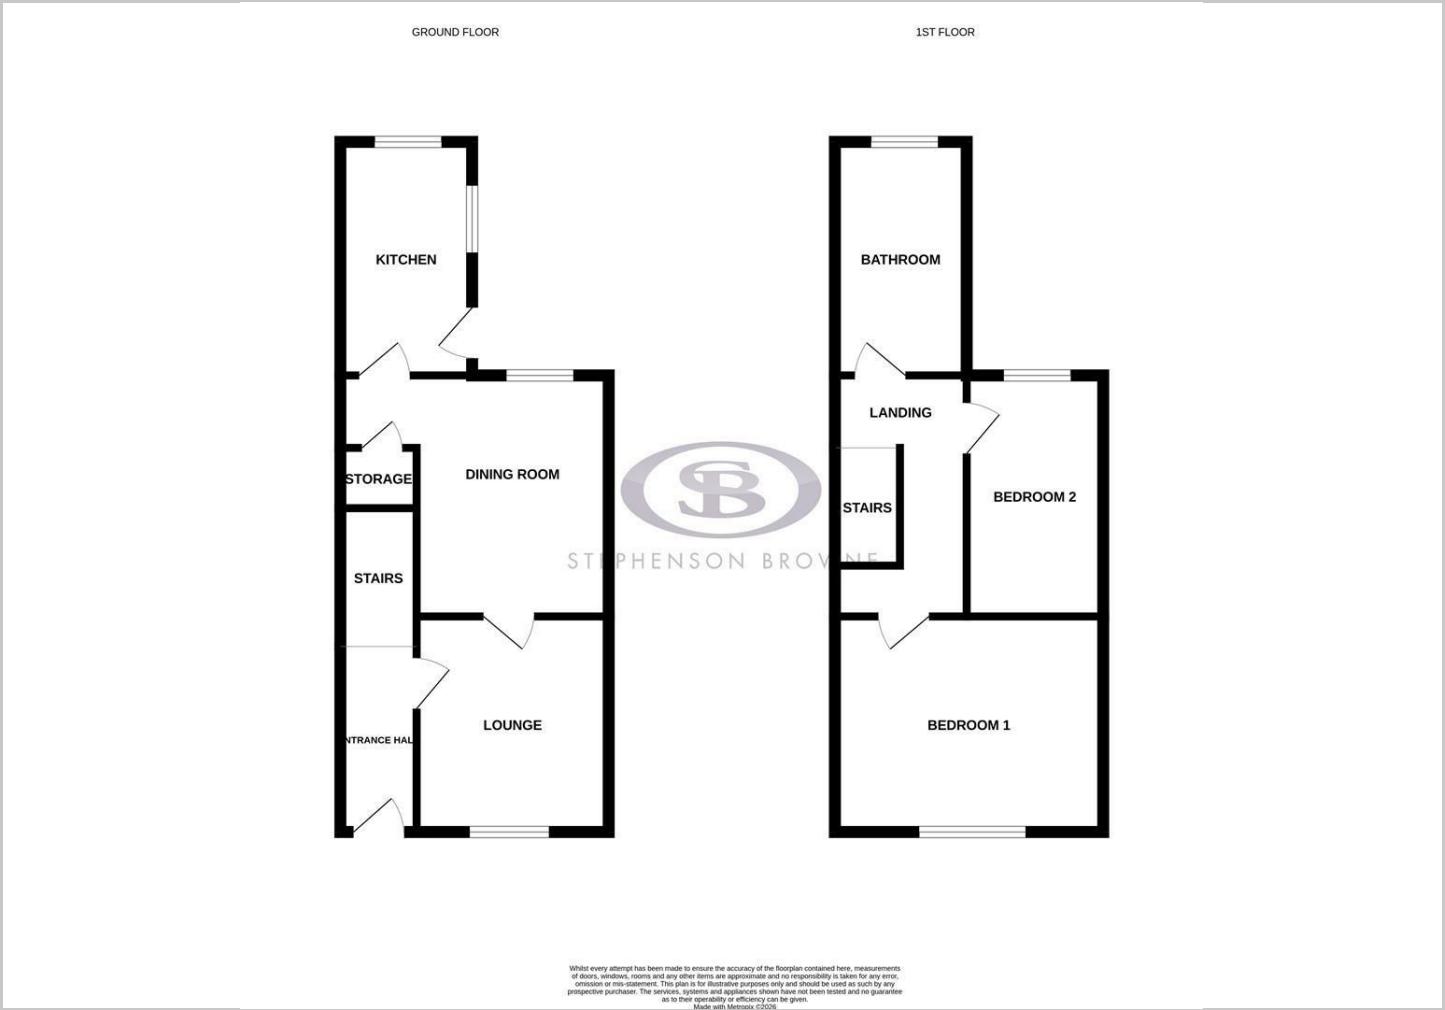 GROUND FLOOR
1ST FLOOR
KITCHEN
BATHROOM
LANDING
STORAGE
DINING ROOM
BEDROOM 2
STAIRS
STAIRS
SB
STEPHENSON BROWNE
NTRANCE HAL
LOUNGE
BEDROOM 1
Whilst every attempt has been made to ensure the accuracy of the floorplan contained here, measurements
of doors, windows, rooms and any other items are approximate and no responsibility is taken for any error,
omission or mis-statement. This plan is for illustrative purposes only and should be used as such by any
prospective purchaser. The services, systems and appliances shown have not been tested and no guarantee
as to their operability or efficiency can be given.
Made with Metropix ©2026